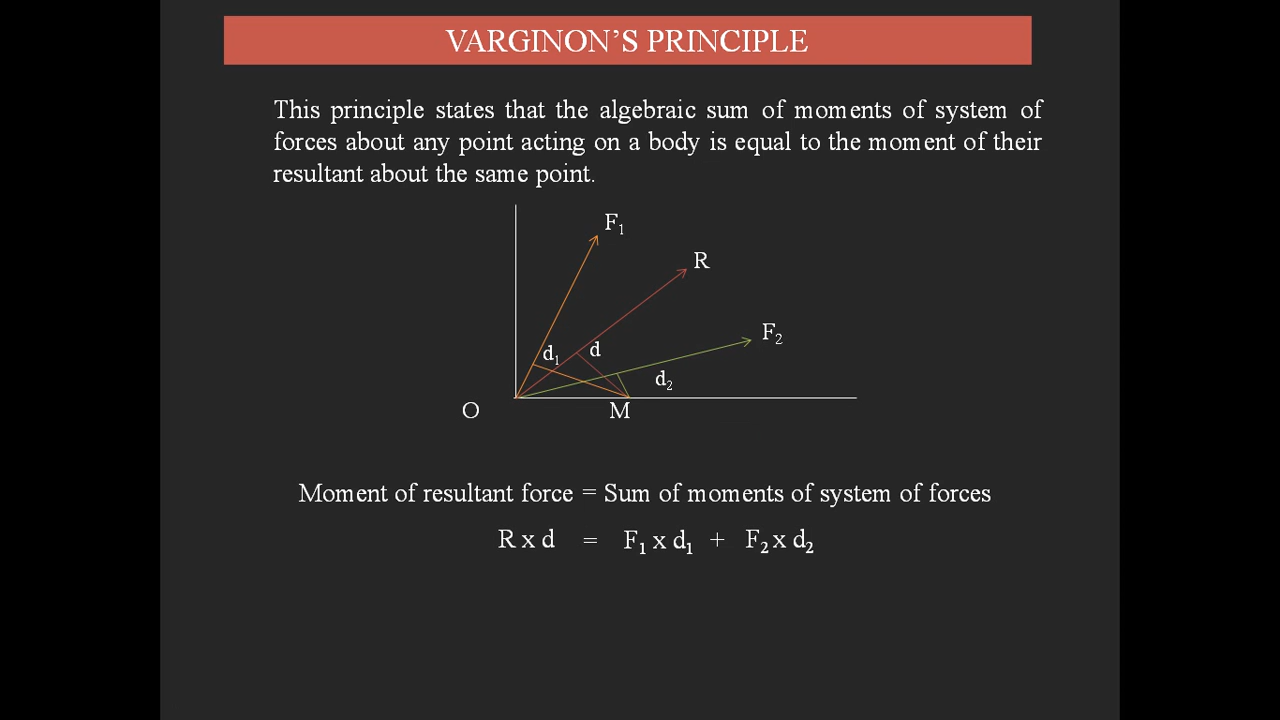 VARGINON’S PRINCIPLE
This principle states that the algebraic sum of moments of system of
forces about any point acting on a body is equal to the moment of their
resultant about the same point.
F₁
R
F₂
d₁
d
d₂
O
M
Moment of resultant force = Sum of moments of system of forces
R x d = F₁ x d₁ + F₂ x d₂